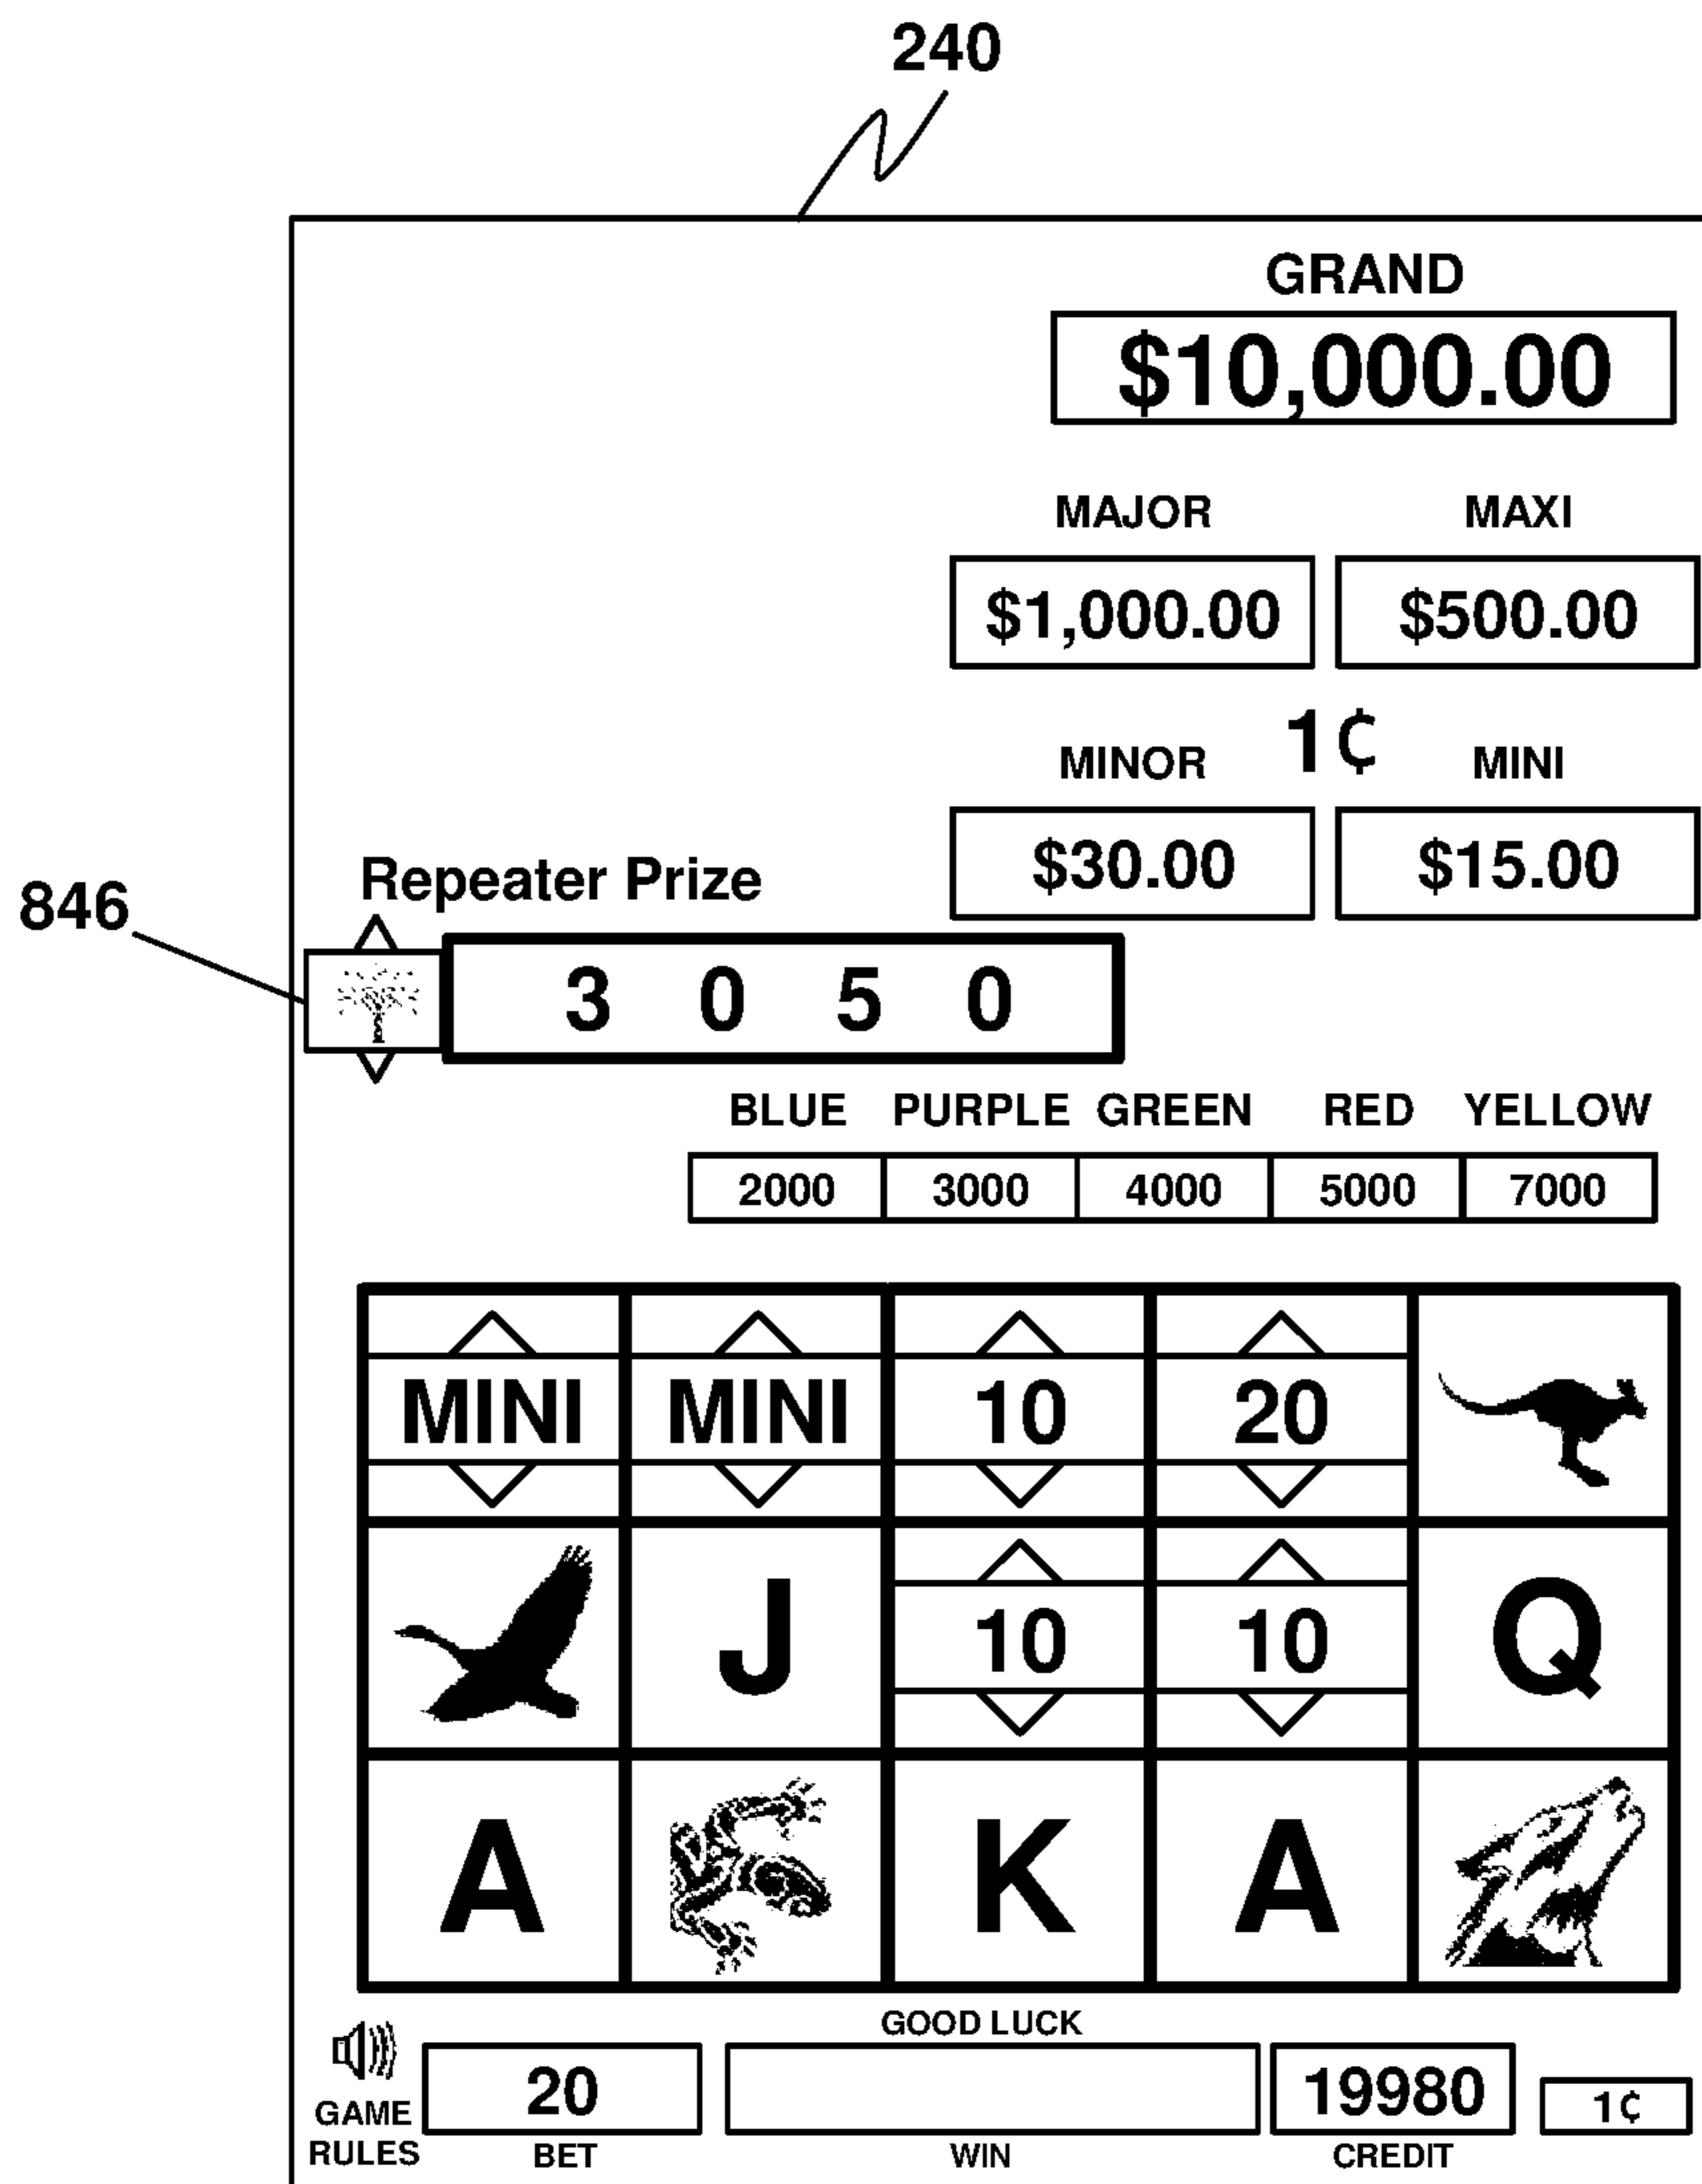 240
GRAND
$10,000.00
MAJOR MAXI
$1,000.00 $500.00
1¢
MINOR MINI
$30.00 $15.00
Repeater Prize
846
3 0 5 0
BLUE PURPLE GREEN RED YELLOW
2000 3000 4000 5000 7000
MINI MINI 10 20
J 10 10 Q
A K A
GOOD LUCK
20 19980 1¢
GAME
RULES BET WIN CREDIT